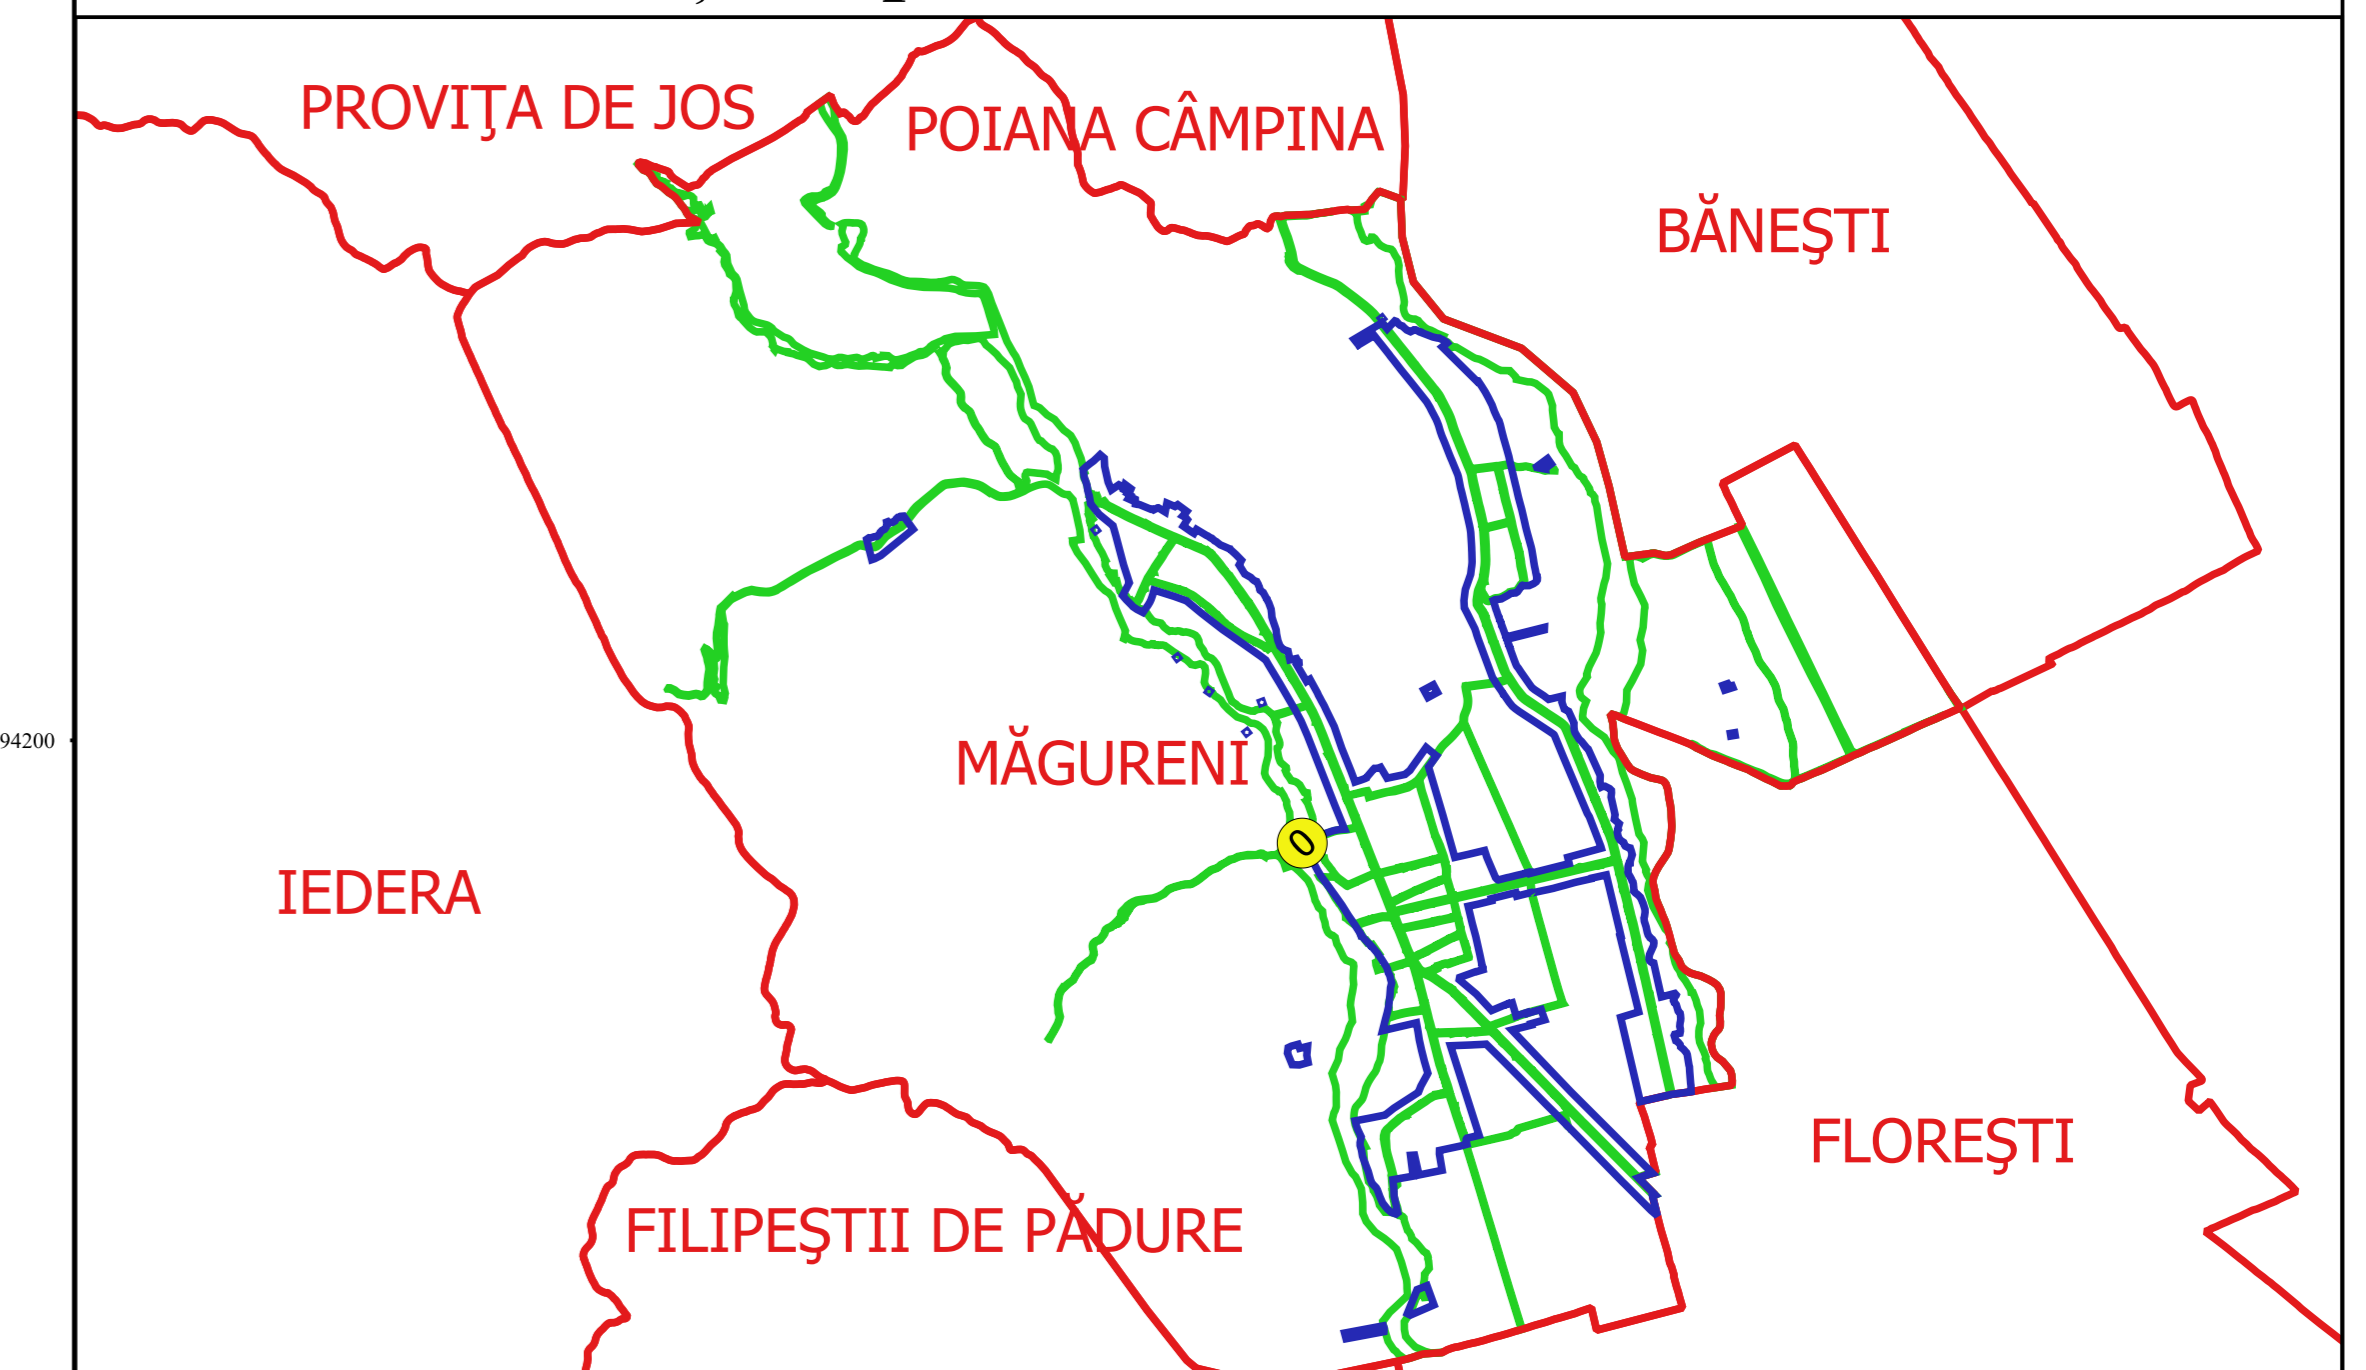 PROVIŢA DE JOS
POIANA CÂMPINA
BĂNEŞTI
94200
MĂGURENI
0
IEDERA
FLOREŞTI
FILIPEŞTII DE PĂDURE